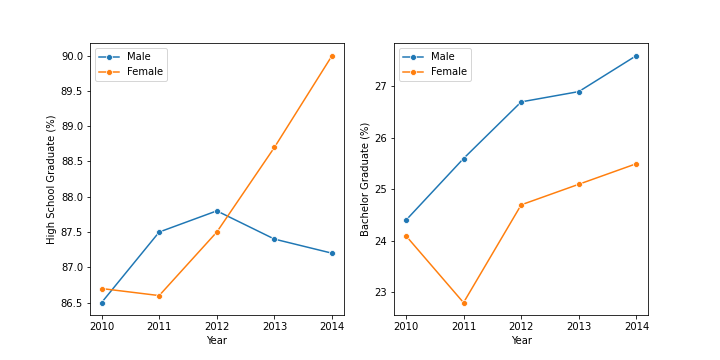 Male
Female
High School Graduate (%)
90.0
89.5
89.0
88.5
88.0
87.5
87.0
86.5
2010 2011 2012 2013 2014
Year
Male
Female
Bachelor Graduate (%)
27
26
25
24
23
2010 2011 2012 2013 2014
Year